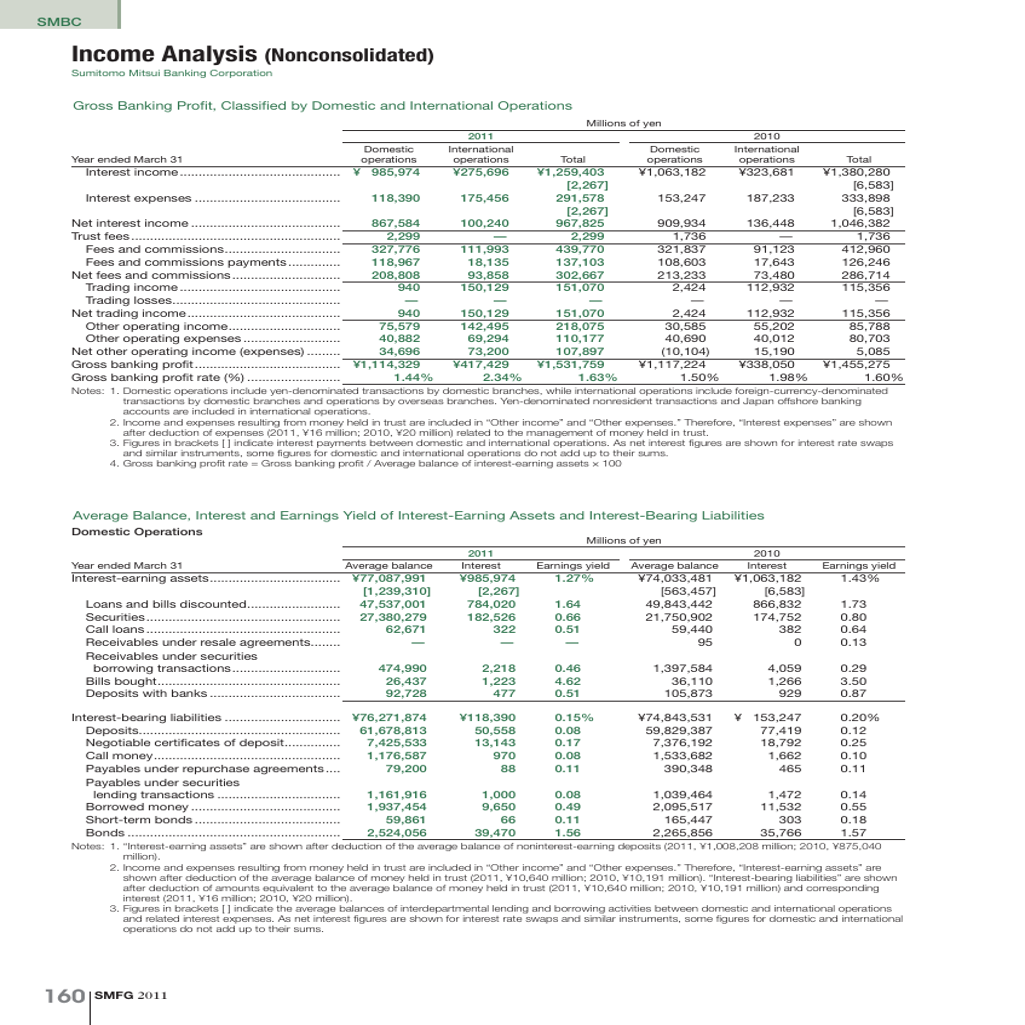 SMBC
Income Analysis (Nonconsolidated)
Sumitomo Mitsui Banking Corporation
Gross Banking Profit, Classified by Domestic and International Operations
Millions of yen
2011 2010
Domestic International Domestic International
Year ended March 31 operations operations Total operations operations Total
Interest income ¥ 985,974 ¥275,696 ¥1,259,403 ¥1,063,182 ¥323,681 ¥1,380,280
[2,267] [6,583]
Interest expenses 118,390 175,456 291,578 153,247 187,233 333,898
[2,267] [6,583]
Net interest income 867,584 100,240 967,825 909,934 136,448 1,046,382
Trust fees 2,299 — 2,299 1,736 — 1,736
Fees and commissions 327,776 111,993 439,770 321,837 91,123 412,960
Fees and commissions payments 118,967 18,135 137,103 108,603 17,643 126,246
Net fees and commissions 208,808 93,858 302,667 213,233 73,480 286,714
Trading income 940 150,129 151,070 2,424 112,932 115,356
Trading losses — — — — — —
Net trading income 940 150,129 151,070 2,424 112,932 115,356
Other operating income 75,579 142,495 218,075 30,585 55,202 85,788
Other operating expenses 40,882 69,294 110,177 40,690 40,012 80,703
Net other operating income (expenses) 34,696 73,200 107,897 (10,104) 15,190 5,085
Gross banking profit ¥1,114,329 ¥417,429 ¥1,531,759 ¥1,117,224 ¥338,050 ¥1,455,275
Gross banking profit rate (%) 1.44% 2.34% 1.63% 1.50% 1.98% 1.60%
Notes: 1. Domestic operations include yen-denominated transactions by domestic branches, while international operations include foreign-currency-denominated
transactions by domestic branches and operations by overseas branches. Yen-denominated nonresident transactions and Japan offshore banking
accounts are included in international operations.
2. Income and expenses resulting from money held in trust are included in “Other income” and “Other expenses.” Therefore, “Interest expenses” are shown
after deduction of expenses (2011, ¥16 million; 2010, ¥20 million) related to the management of money held in trust.
3. Figures in brackets [ ] indicate interest payments between domestic and international operations. As net interest figures are shown for interest rate swaps
and similar instruments, some figures for domestic and international operations do not add up to their sums.
4. Gross banking profit rate = Gross banking profit / Average balance of interest-earning assets × 100
Average Balance, Interest and Earnings Yield of Interest-Earning Assets and Interest-Bearing Liabilities
Domestic Operations
Millions of yen
2011 2010
Year ended March 31 Average balance Interest Earnings yield Average balance Interest Earnings yield
Interest-earning assets ¥77,087,991 ¥985,974 1.27% ¥74,033,481 ¥1,063,182 1.43%
[1,239,310] [2,267] [563,457] [6,583]
Loans and bills discounted 47,537,001 784,020 1.64 49,843,442 866,832 1.73
Securities 27,380,279 182,526 0.66 21,750,902 174,752 0.80
Call loans 62,671 322 0.51 59,440 382 0.64
Receivables under resale agreements — — — 95 0 0.13
Receivables under securities
borrowing transactions 474,990 2,218 0.46 1,397,584 4,059 0.29
Bills bought 26,437 1,223 4.62 36,110 1,266 3.50
Deposits with banks 92,728 477 0.51 105,873 929 0.87
Interest-bearing liabilities ¥76,271,874 ¥118,390 0.15% ¥74,843,531 ¥ 153,247 0.20%
Deposits 61,678,813 50,558 0.08 59,829,387 77,419 0.12
Negotiable certificates of deposit 7,425,533 13,143 0.17 7,376,192 18,792 0.25
Call money 1,176,587 970 0.08 1,533,682 1,662 0.10
Payables under repurchase agreements 79,200 88 0.11 390,348 465 0.11
Payables under securities
lending transactions 1,161,916 1,000 0.08 1,039,464 1,472 0.14
Borrowed money 1,937,454 9,650 0.49 2,095,517 11,532 0.55
Short-term bonds 59,861 66 0.11 165,447 303 0.18
Bonds 2,524,056 39,470 1.56 2,265,856 35,766 1.57
Notes: 1. “Interest-earning assets” are shown after deduction of the average balance of noninterest-earning deposits (2011, ¥1,008,208 million; 2010, ¥875,040
million).
2. Income and expenses resulting from money held in trust are included in “Other income” and “Other expenses.” Therefore, “Interest-earning assets” are
shown after deduction of the average balance of money held in trust (2011, ¥10,640 million; 2010, ¥10,191 million). “Interest-bearing liabilities” are shown
after deduction of amounts equivalent to the average balance of money held in trust (2011, ¥10,640 million; 2010, ¥10,191 million) and corresponding
interest (2011, ¥16 million; 2010, ¥20 million).
3. Figures in brackets [ ] indicate the average balances of interdepartmental lending and borrowing activities between domestic and international operations
and related interest expenses. As net interest figures are shown for interest rate swaps and similar instruments, some figures for domestic and international
operations do not add up to their sums.
160 SMFG 2011